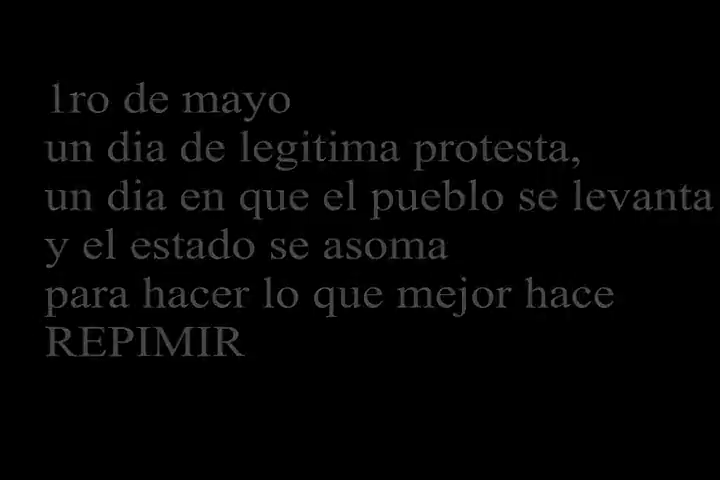 1ro de mayo
un dia de legitima protesta,
un dia en que el pueblo se levanta
y el estado se asoma
para hacer lo que mejor hace
REPIMIR